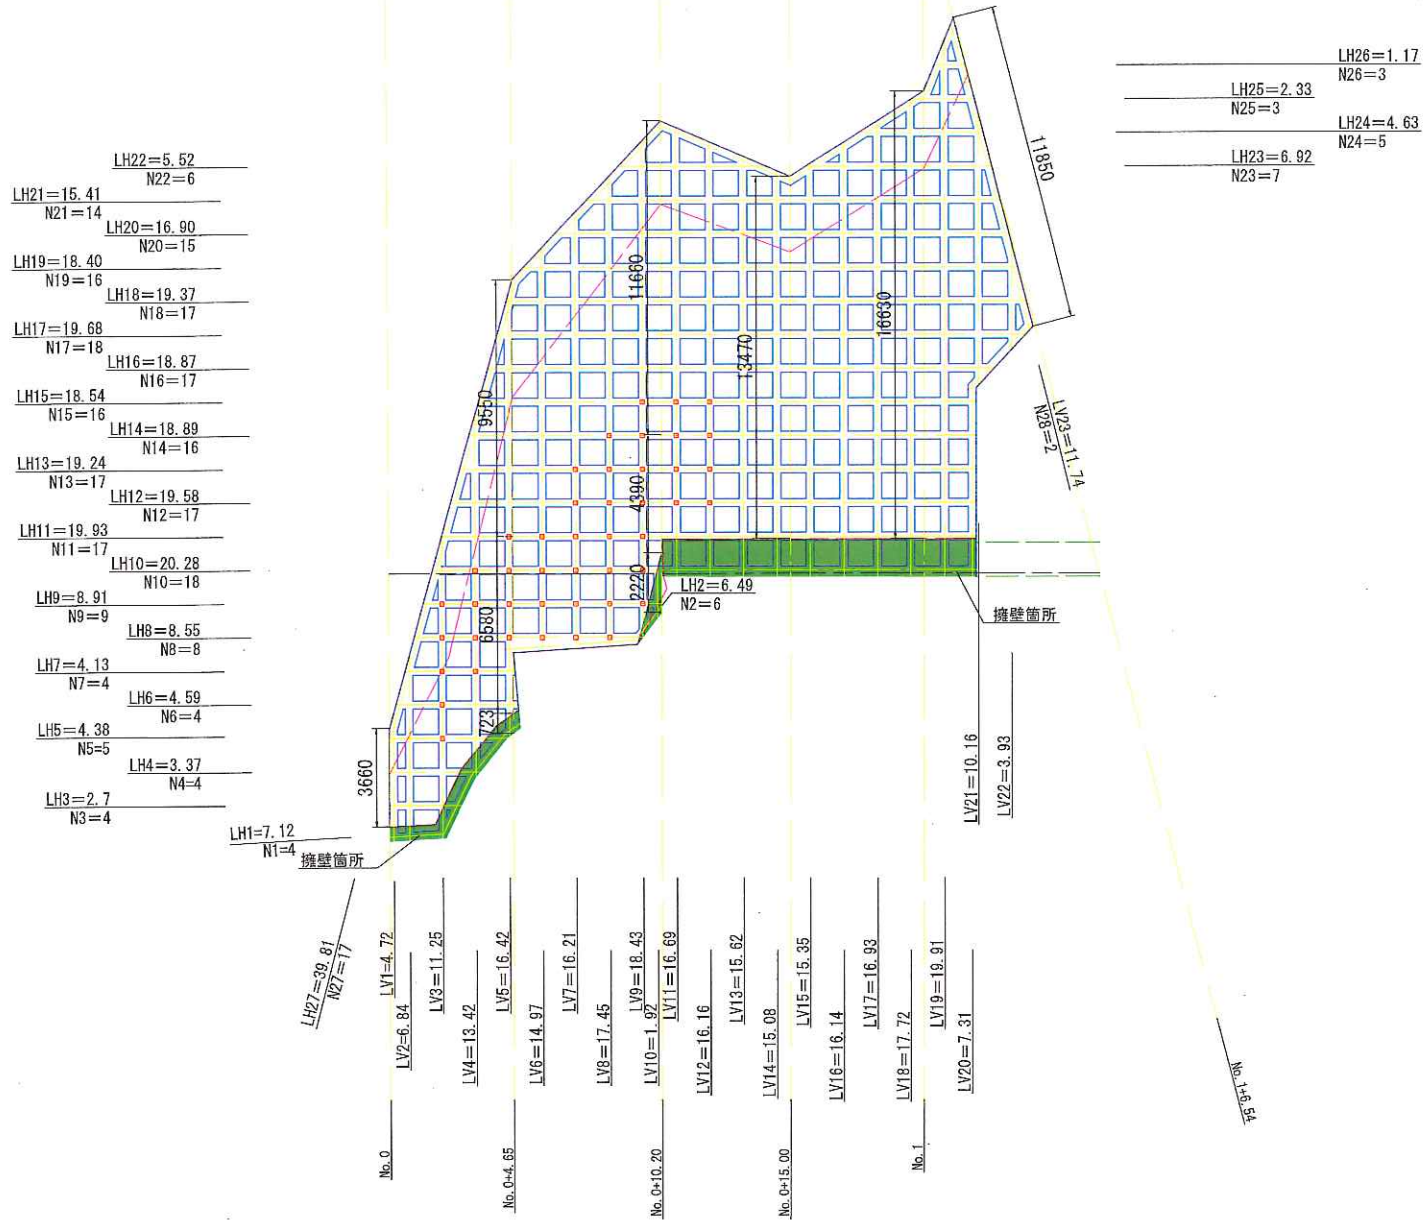 LH26=1.17
N26=3
LH25=2.33
N25=3
LH24=4.63
N24=5
LH23=6.92
N23=7
LH22=5.52
N22=6
LH21=15.41
N21=14
LH20=16.90
N20=15
LH19=18.40
N19=16
LH18=19.37
N18=17
LH17=19.68
N17=18
LH16=18.87
N16=17
LH15=18.54
N15=16
LH14=18.89
N14=16
LH13=19.24
N13=17
LH12=19.58
N12=17
LH11=19.93
N11=17
LH10=20.28
N10=18
LH9=8.91
N9=9
LH8=8.55
N8=8
LH7=4.13
N7=4
LH6=4.59
N6=4
LH5=4.38
N5=5
LH4=3.37
N4=4
LH3=2.7
N3=4
LH1=7.12
N1=4
擁壁箇所
LH27=39.81
N27=17
11850
11660
13470
16630
9550
4390
2220
6580
723
3660
LH2=6.49
N2=6
擁壁箇所
LV23=11.74
N28=2
LV1=4.72
LV2=6.84
LV3=11.25
LV4=13.42
LV5=16.42
LV6=14.97
LV7=16.21
LV8=17.45
LV9=18.43
LV10=1.92
LV11=16.69
LV12=16.16
LV13=15.62
LV14=15.08
LV15=15.35
LV16=16.14
LV17=16.93
LV18=17.72
LV19=19.91
LV20=7.31
LV21=10.16
LV22=3.93
No.0
No.0+4.65
No.0+10.20
No.0+15.00
No.1
No.1+6.54